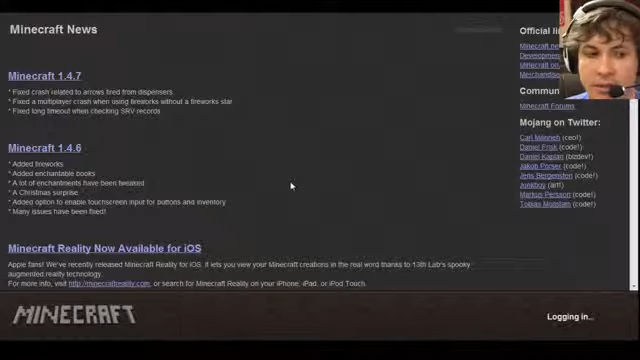 Minecraft News
Minecraft 1.4.7
* Fixed crash related to arrows fired from dispensers
* Fixed a multiplayer crash when using fireworks without a fireworks star
* Fixed long timeout when checking SRV records
Minecraft 1.4.6
* Added fireworks
* Added enchantable books
* A lot of enchantments have been tweaked
* A Christmas surprise
* Added option to enable touchscreen input for buttons and inventory
* Many issues have been fixed!
Minecraft Reality Now Available for iOS
Apple fans! We've recently released Minecraft Reality for iOS. It lets you view your Minecraft creations in the real word thanks to 13th Lab's spooky
augmented reality technology.
For more info, visit http://minecraftreality.com, or search for Minecraft Reality on your iPhone, iPad, or iPod Touch.
Official
Minecraft.ne
Minecraft on
Merchandis
Commun
Minecraft Forums
Mojang on Twitter:
Carl Manneh (ceo!)
Daniel Frisk (code!)
Daniel Kaplan (bizdev!)
Jakob Porser (code!)
Jens Bergensten (code!)
Junkboy (art!)
Markus Persson (code!)
Tobias Mollstam (code!)
MINECRAFT
Logging in...